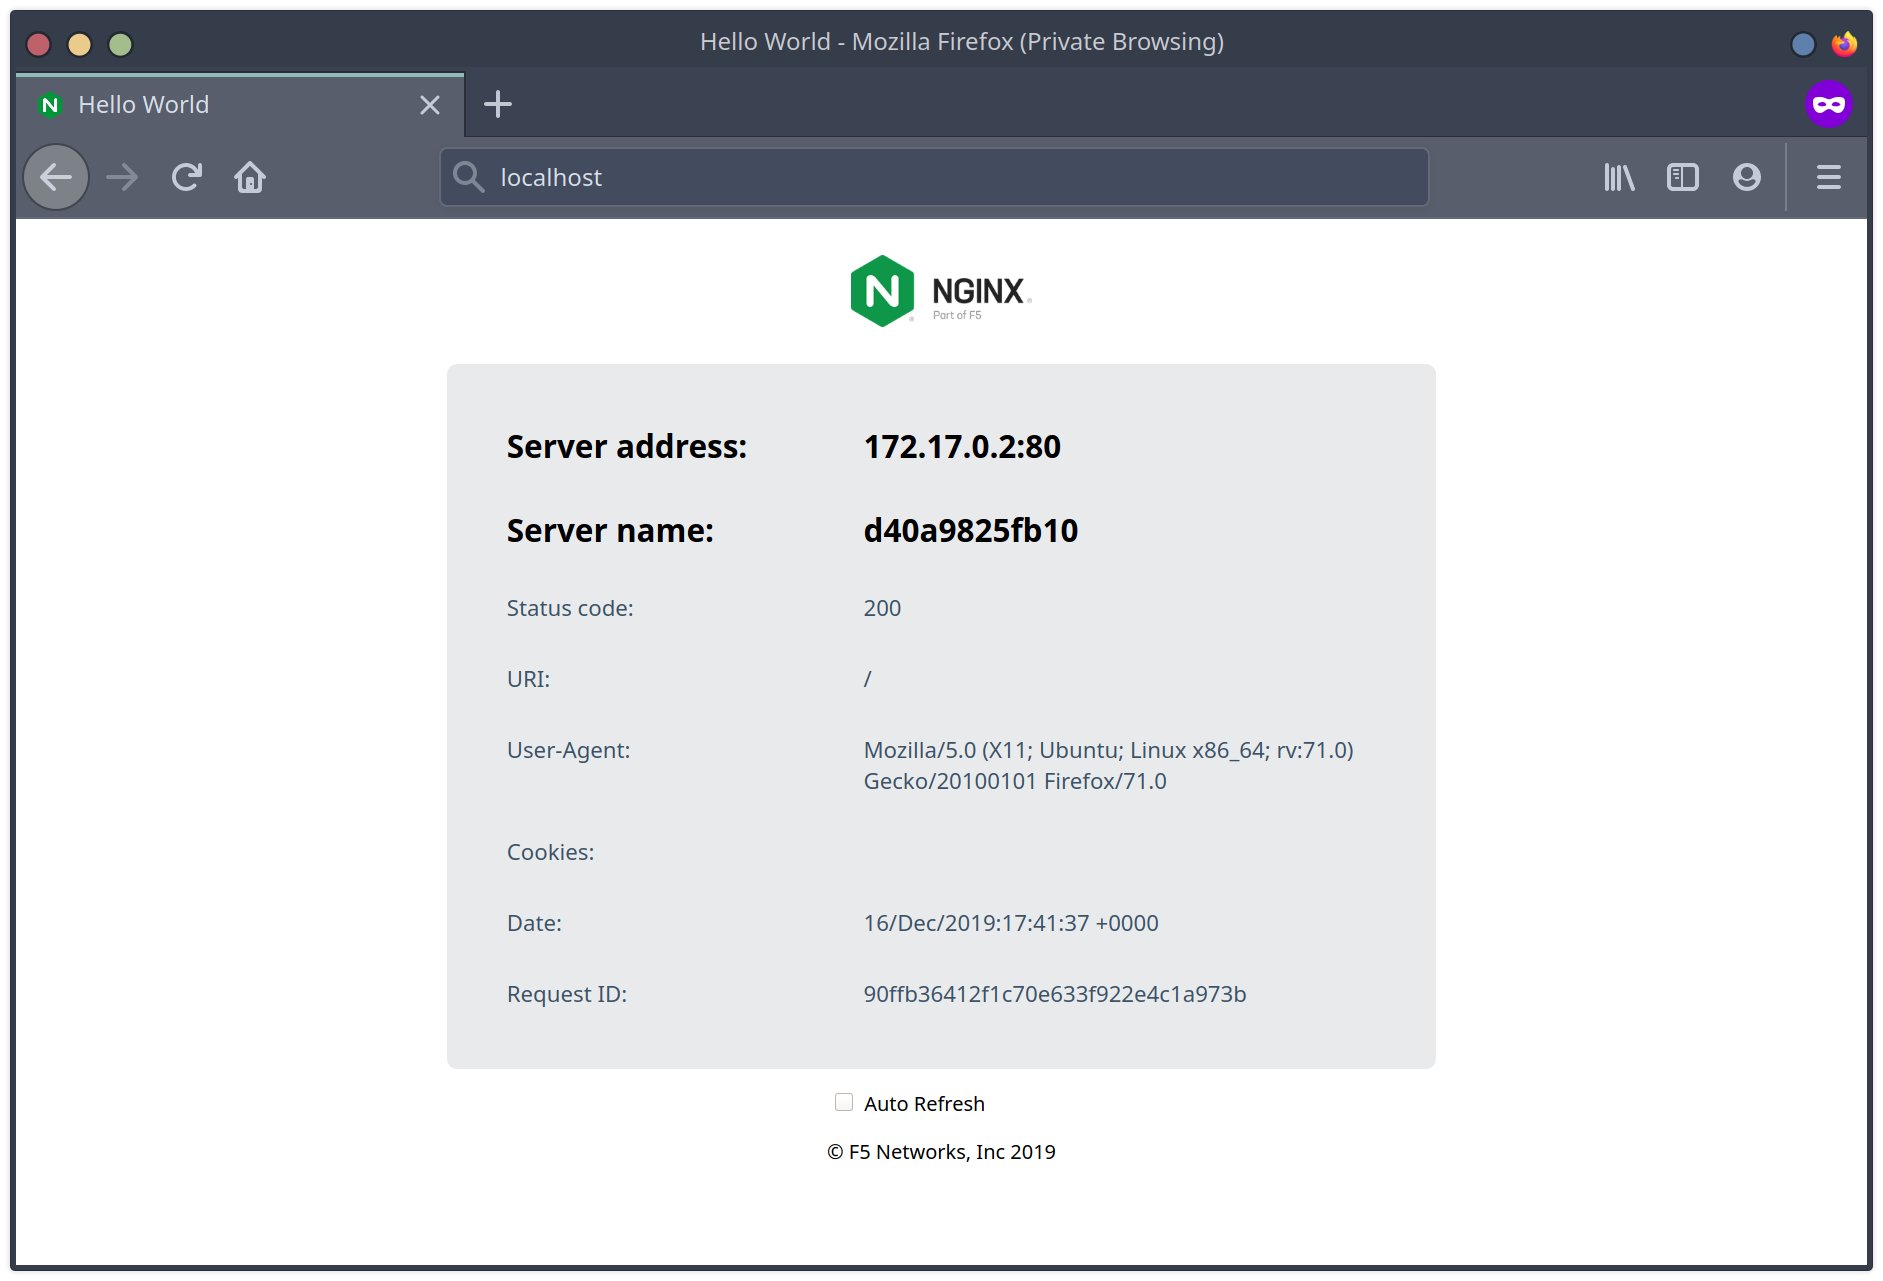 Hello World - Mozilla Firefox (Private Browsing)
N Hello World
localhost
N® NGINX®
Part of F5
Server address: 172.17.0.2:80
Server name: d40a9825fb10
Status code: 200
URI: /
User-Agent: Mozilla/5.0 (X11; Ubuntu; Linux x86_64; rv:71.0)
Gecko/20100101 Firefox/71.0
Cookies:
Date: 16/Dec/2019:17:41:37 +0000
Request ID: 90ffb36412f1c70e633f922e4c1a973b
Auto Refresh
© F5 Networks, Inc 2019